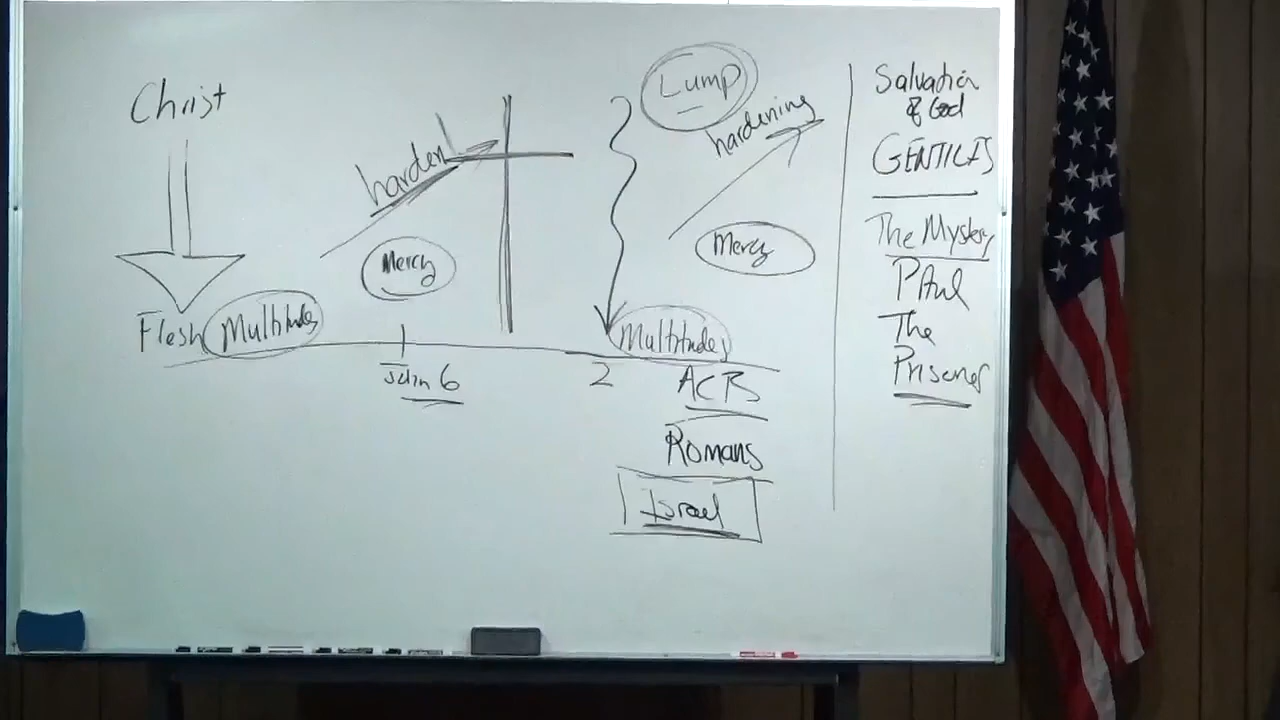 Christ
harden
Mercy
Flesh Multitudes
John 6
Lump
hardening
Mercy
Multitudes
2
ACTS
Romans
Israel
Salvation
of God
GENTILES
The Mystery
PAul
The
Prisoner